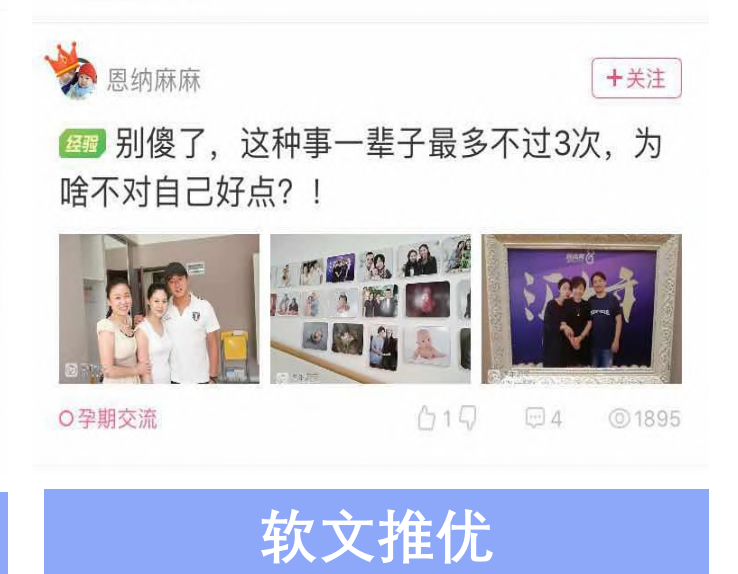 恩纳麻麻
+关注
经验 别傻了，这种事一辈子最多不过3次，为
啥不对自己好点？！
孕期交流
1
4
1895
软文推优